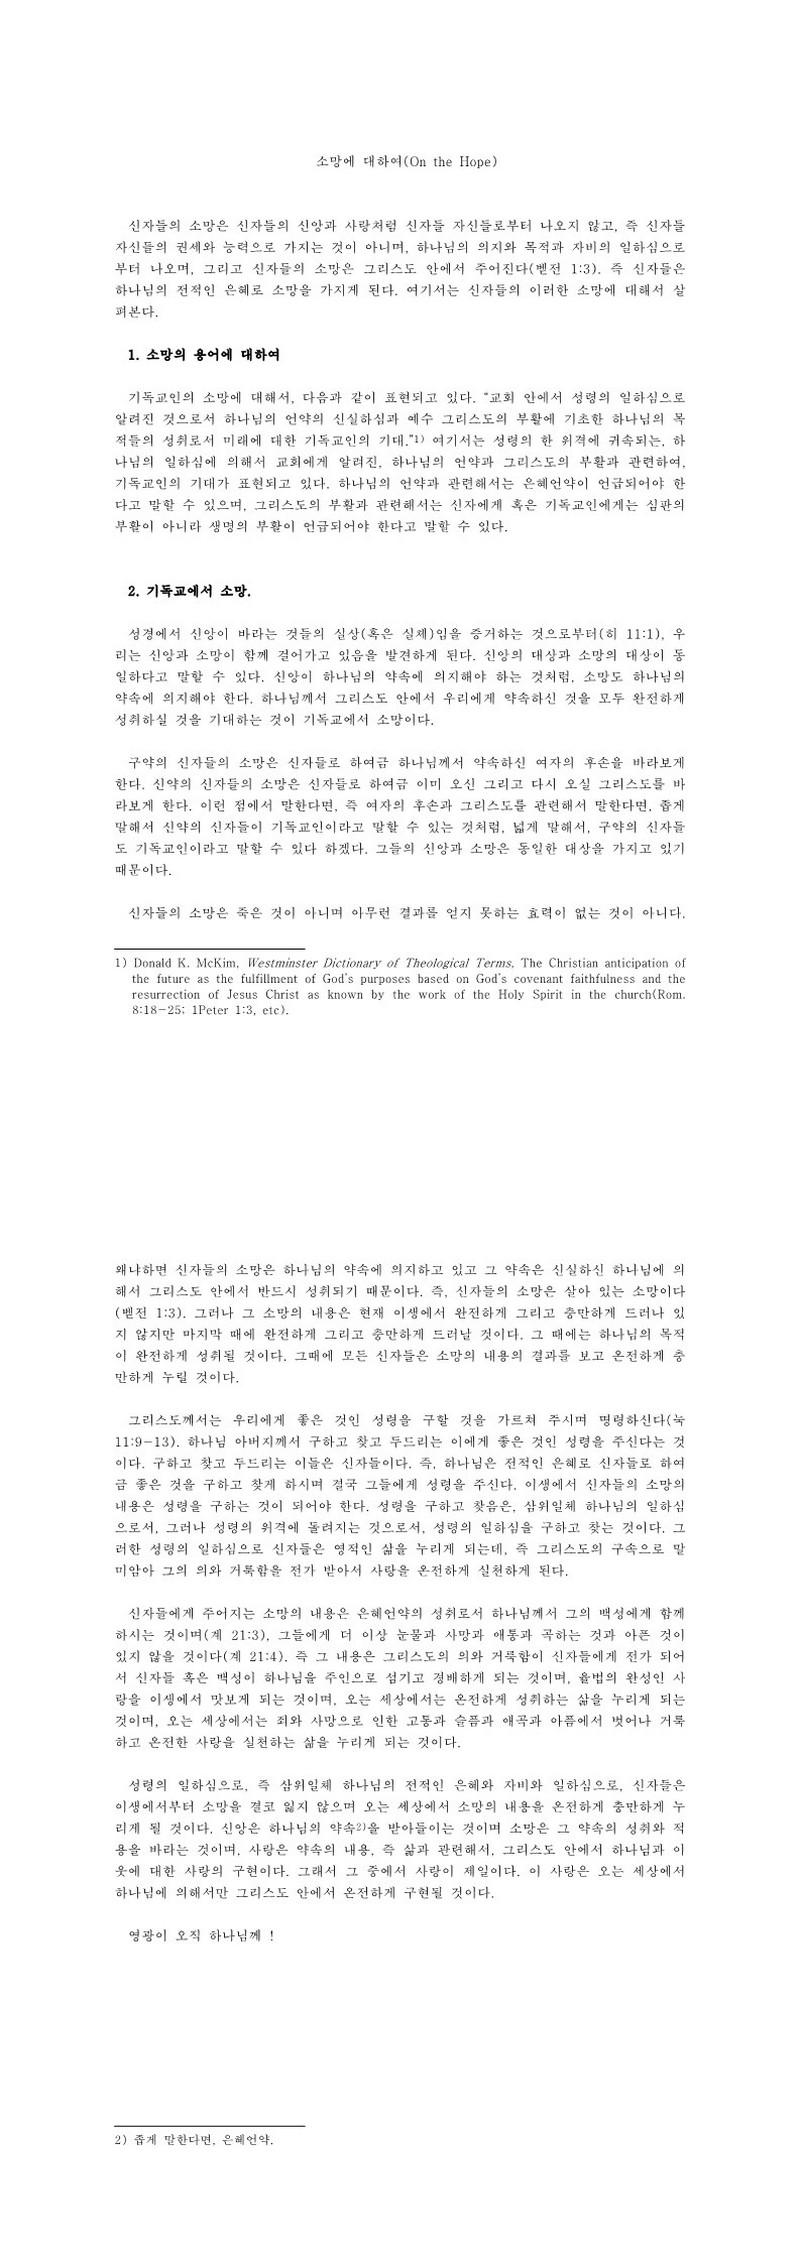 소망에 대하여(On the Hope)
신자들의 소망은 신자들의 신앙과 사랑처럼 신자들 자신들로부터 나오지 않고, 즉 신자들
자신들의 권세와 능력으로 가지는 것이 아니며, 하나님의 의지와 목적과 자비의 일하심으로
부터 나오며, 그리고 신자들의 소망은 그리스도 안에서 주어진다(벧전 1:3). 즉 신자들은
하나님의 전적인 은혜로 소망을 가지게 된다. 여기서는 신자들의 이러한 소망에 대해서 살
펴본다.
1. 소망의 용어에 대하여
기독교인의 소망에 대해서, 다음과 같이 표현되고 있다. “교회 안에서 성령의 일하심으로
알려진 것으로서 하나님의 언약의 신실하심과 예수 그리스도의 부활에 기초한 하나님의 목
적들의 성취로서 미래에 대한 기독교인의 기대.”1) 여기서는 성령의 한 위격에 귀속되는, 하
나님의 일하심에 의해서 교회에게 알려진, 하나님의 언약과 그리스도의 부활과 관련하여,
기독교인의 기대가 표현되고 있다. 하나님의 언약과 관련해서는 은혜언약이 언급되어야 한
다고 말할 수 있으며, 그리스도의 부활과 관련해서는 신자에게 혹은 기독교인에게는 심판의
부활이 아니라 생명의 부활이 언급되어야 한다고 말할 수 있다.
2. 기독교에서 소망.
성경에서 신앙이 바라는 것들의 실상(혹은 실체)임을 증거하는 것으로부터(히 11:1), 우
리는 신앙과 소망이 함께 걸어가고 있음을 발견하게 된다. 신앙의 대상과 소망의 대상이 동
일하다고 말할 수 있다. 신앙이 하나님의 약속에 의지해야 하는 것처럼, 소망도 하나님의
약속에 의지해야 한다. 하나님께서 그리스도 안에서 우리에게 약속하신 것을 모두 완전하게
성취하실 것을 기대하는 것이 기독교에서 소망이다.
구약의 신자들의 소망은 신자들로 하여금 하나님께서 약속하신 여자의 후손을 바라보게
한다. 신약의 신자들의 소망은 신자들로 하여금 이미 오신 그리고 다시 오실 그리스도를 바
라보게 한다. 이런 점에서 말한다면, 즉 여자의 후손과 그리스도를 관련해서 말한다면, 좁게
말해서 신약의 신자들이 기독교인이라고 말할 수 있는 것처럼, 넓게 말해서, 구약의 신자들
도 기독교인이라고 말할 수 있다 하겠다. 그들의 신앙과 소망은 동일한 대상을 가지고 있기
때문이다.
신자들의 소망은 죽은 것이 아니며 아무런 결과를 얻지 못하는 효력이 없는 것이 아니다.
1) Donald K. McKim, Westminster Dictionary of Theological Terms, The Christian anticipation of
the future as the fulfillment of God's purposes based on God's covenant faithfulness and the
resurrection of Jesus Christ as known by the work of the Holy Spirit in the church(Rom.
8:18-25; 1Peter 1:3, etc).
왜냐하면 신자들의 소망은 하나님의 약속에 의지하고 있고 그 약속은 신실하신 하나님에 의
해서 그리스도 안에서 반드시 성취되기 때문이다. 즉, 신자들의 소망은 살아 있는 소망이다
(벧전 1:3). 그러나 그 소망의 내용은 현재 이생에서 완전하게 그리고 충만하게 드러나 있
지 않지만 마지막 때에 완전하게 그리고 충만하게 드러날 것이다. 그 때에는 하나님의 목적
이 완전하게 성취될 것이다. 그때에 모든 신자들은 소망의 내용의 결과를 보고 온전하게 충
만하게 누릴 것이다.
그리스도께서는 우리에게 좋은 것인 성령을 구할 것을 가르쳐 주시며 명령하신다(눅
11:9-13). 하나님 아버지께서 구하고 찾고 두드리는 이에게 좋은 것인 성령을 주신다는 것
이다. 구하고 찾고 두드리는 이들은 신자들이다. 즉, 하나님은 전적인 은혜로 신자들로 하여
금 좋은 것을 구하고 찾게 하시며 결국 그들에게 성령을 주신다. 이생에서 신자들의 소망의
내용은 성령을 구하는 것이 되어야 한다. 성령을 구하고 찾음은, 삼위일체 하나님의 일하심
으로서, 그러나 성령의 위격에 돌려지는 것으로서, 성령의 일하심을 구하고 찾는 것이다. 그
러한 성령의 일하심으로 신자들은 영적인 삶을 누리게 되는데, 즉 그리스도의 구속으로 말
미암아 그의 의와 거룩함을 전가 받아서 사랑을 온전하게 실천하게 된다.
신자들에게 주어지는 소망의 내용은 은혜언약의 성취로서 하나님께서 그의 백성에게 함께
하시는 것이며(계 21:3), 그들에게 더 이상 눈물과 사망과 애통과 곡하는 것과 아픈 것이
있지 않을 것이다(계 21:4). 즉 그 내용은 그리스도의 의와 거룩함이 신자들에게 전가 되어
서 신자들 혹은 백성이 하나님을 주인으로 섬기고 경배하게 되는 것이며, 율법의 완성인 사
랑을 이생에서 맛보게 되는 것이며, 오는 세상에서는 온전하게 성취하는 삶을 누리게 되는
것이며, 오는 세상에서는 죄와 사망으로 인한 고통과 슬픔과 애곡과 아픔에서 벗어나 거룩
하고 온전한 사랑을 실천하는 삶을 누리게 되는 것이다.
성령의 일하심으로, 즉 삼위일체 하나님의 전적인 은혜와 자비와 일하심으로, 신자들은
이생에서부터 소망을 결코 잃지 않으며 오는 세상에서 소망의 내용을 온전하게 충만하게 누
리게 될 것이다. 신앙은 하나님의 약속2)을 받아들이는 것이며 소망은 그 약속의 성취와 적
용을 바라는 것이며, 사랑은 약속의 내용, 즉 삶과 관련해서, 그리스도 안에서 하나님과 이
웃에 대한 사랑의 구현이다. 그래서 그 중에서 사랑이 제일이다. 이 사랑은 오는 세상에서
하나님에 의해서만 그리스도 안에서 온전하게 구현될 것이다.
영광이 오직 하나님께 !
2) 좁게 말한다면, 은혜언약.